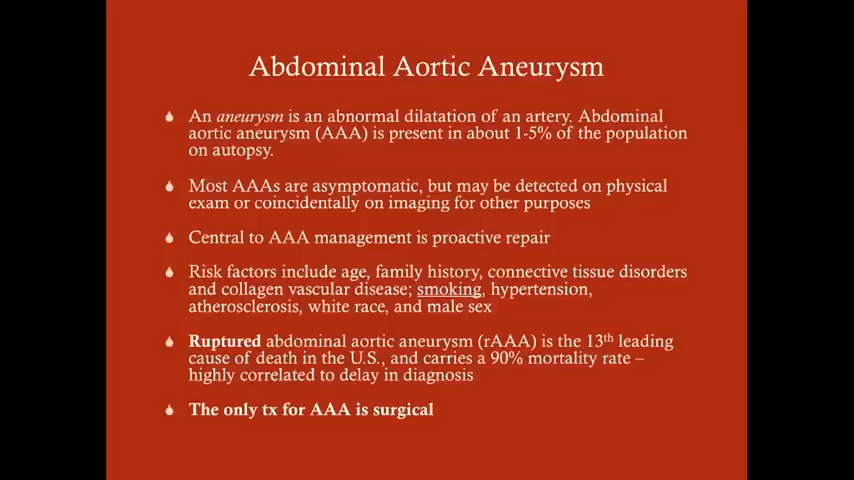 Abdominal Aortic Aneurysm
An aneurysm is an abnormal dilatation of an artery. Abdominal
aortic aneurysm (AAA) is present in about 1-5% of the population
on autopsy.
Most AAAs are asymptomatic, but may be detected on physical
exam or coincidentally on imaging for other purposes
Central to AAA management is proactive repair
Risk factors include age, family history, connective tissue disorders
and collagen vascular disease; smoking, hypertension,
atherosclerosis, white race, and male sex
Ruptured abdominal aortic aneurysm (rAAA) is the 13th leading
cause of death in the U.S., and carries a 90% mortality rate –
highly correlated to delay in diagnosis
The only tx for AAA is surgical